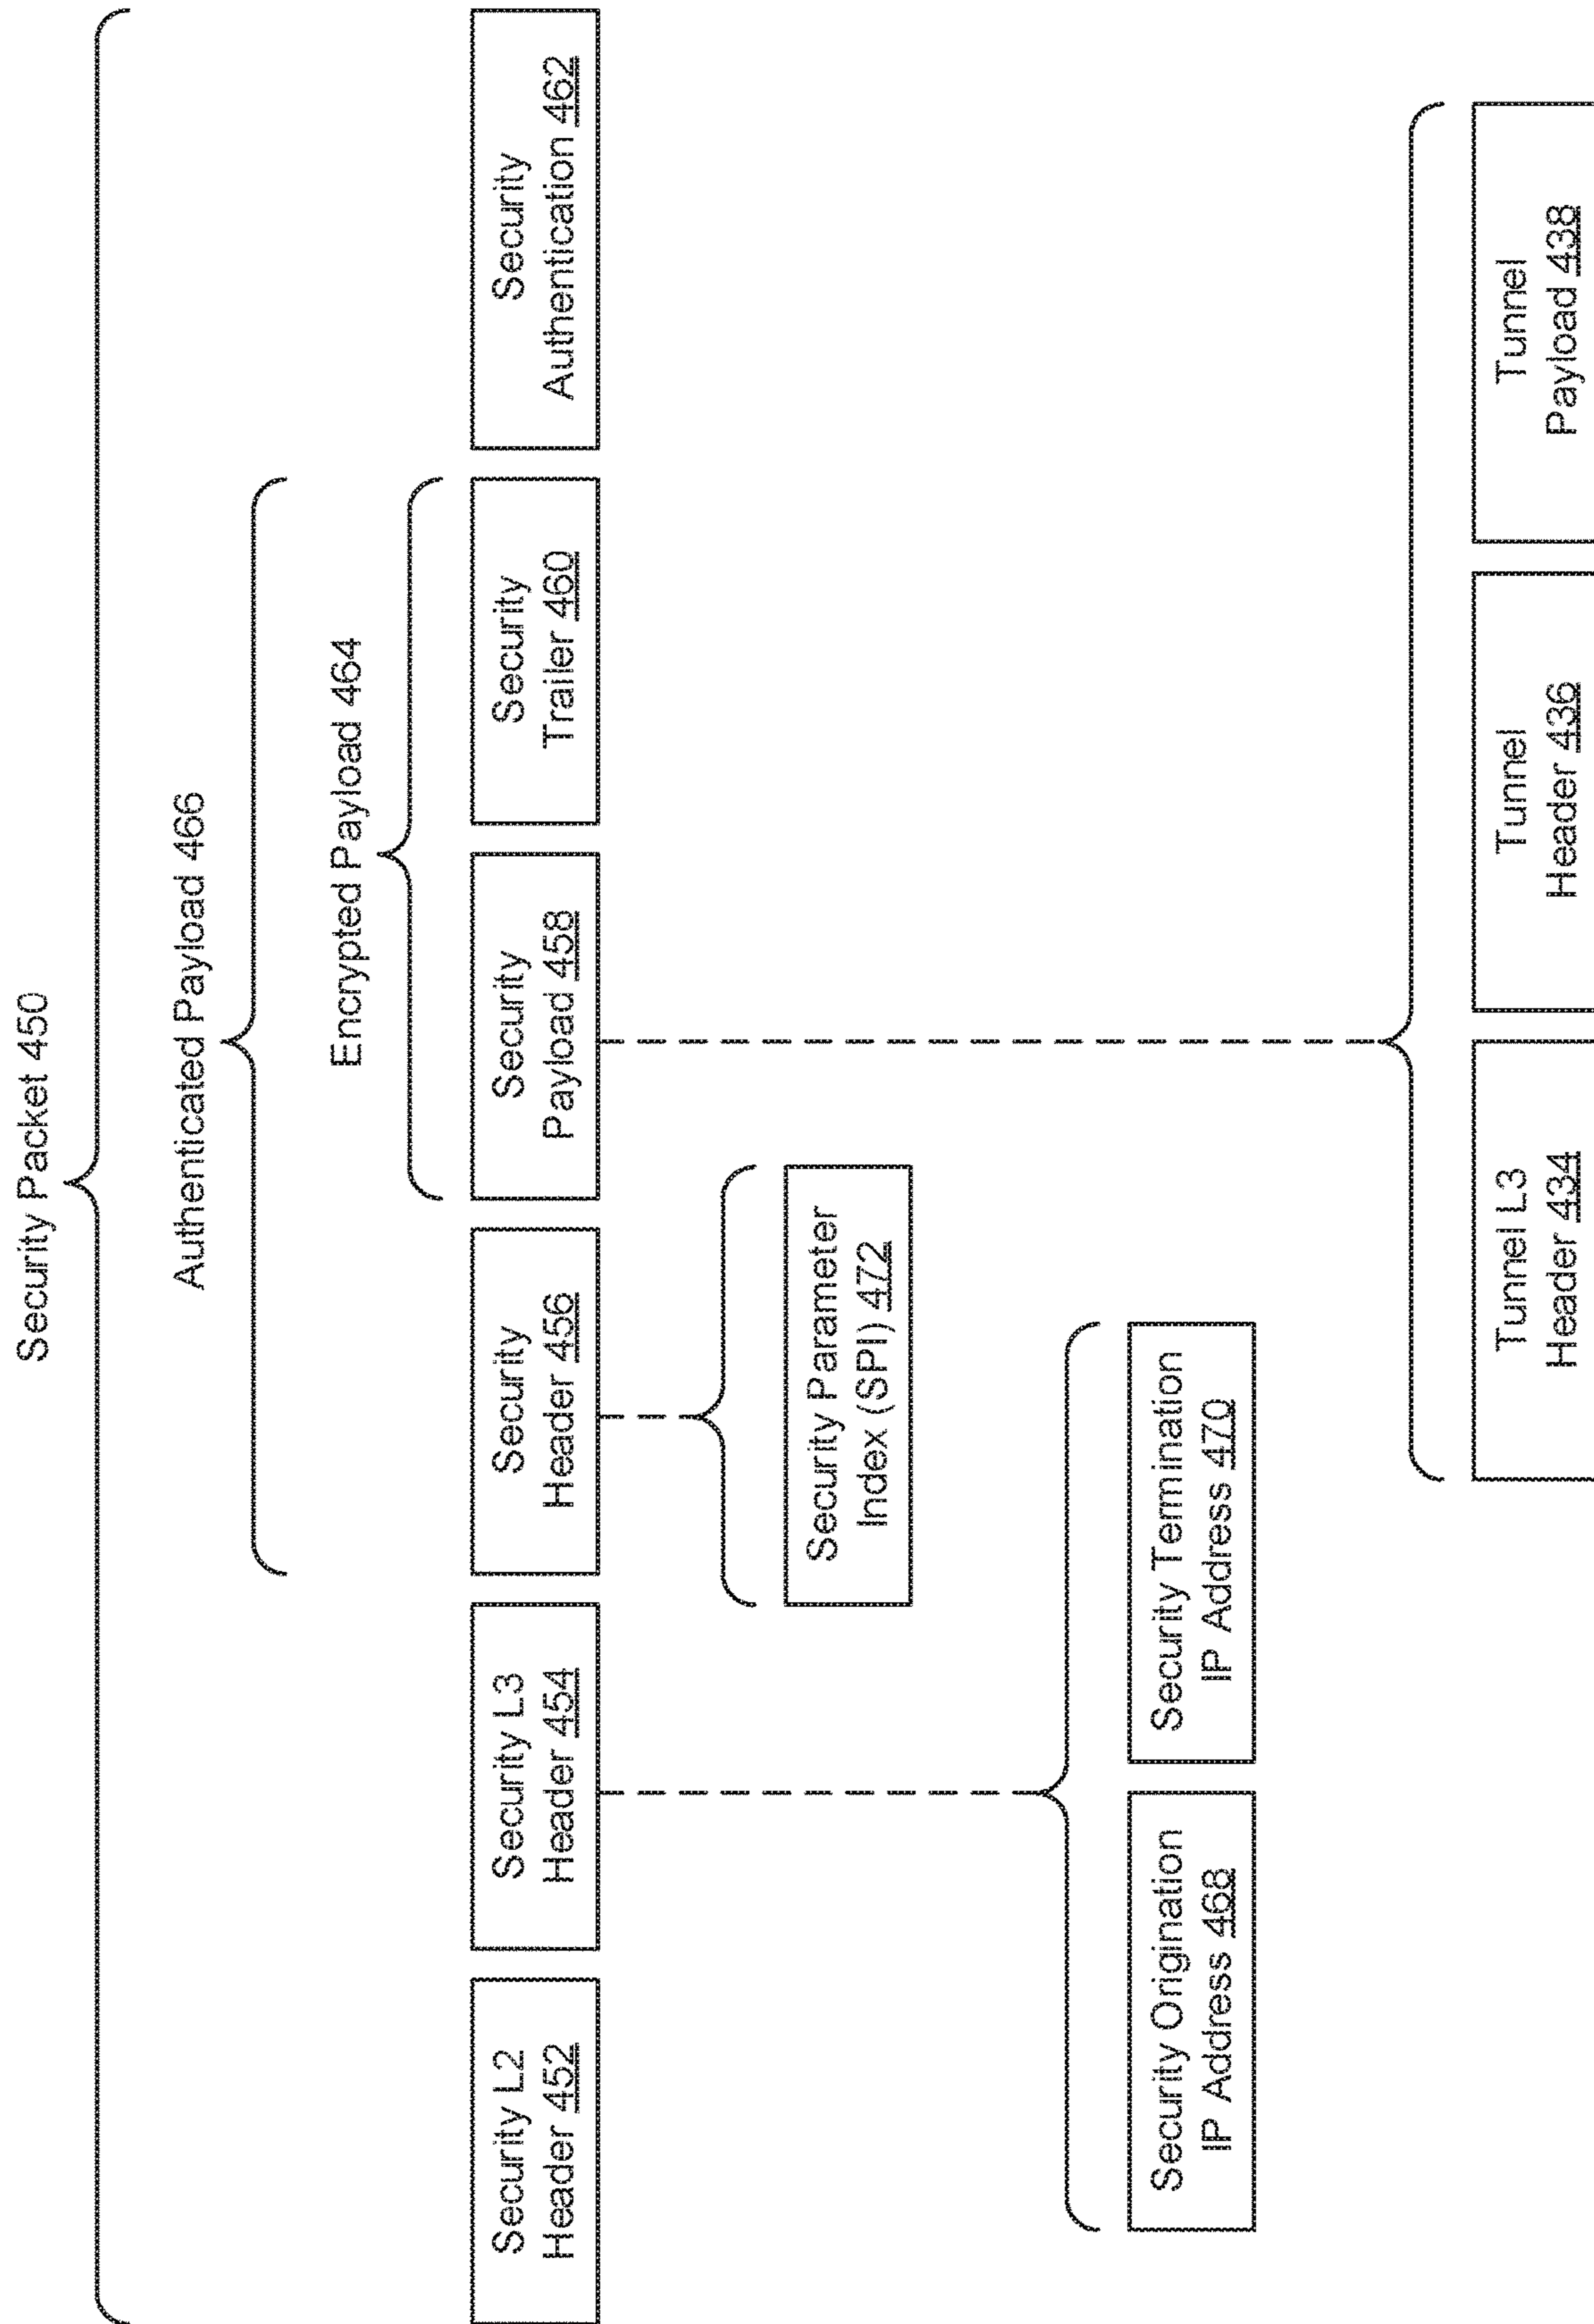 Security Packet 450
Authenticated Payload 466
Encrypted Payload 464
Security L2
Header 452
Security L3
Header 454
Security
Header 456
Security
Payload 458
Security
Trailer 460
Security
Authentication 462
Security Parameter
Index (SPI) 472
Security Origination
IP Address 468
Security Termination
IP Address 470
Tunnel L3
Header 434
Tunnel
Header 436
Tunnel
Payload 438